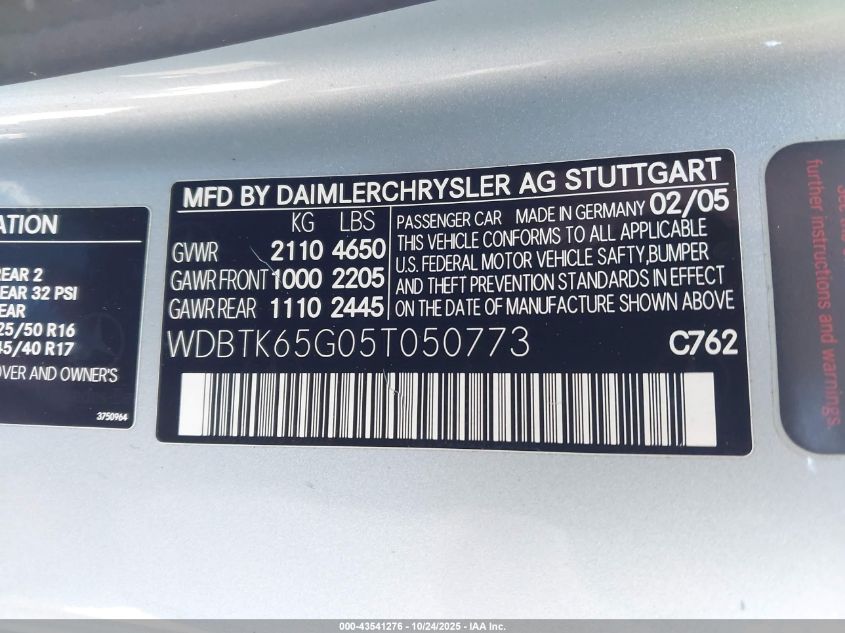 MFD BY DAIMLERCHRYSLER AG STUTTGART
KG LBS
GVWR 2110 4650
GAWR FRONT 1000 2205
GAWR REAR 1110 2445
PASSENGER CAR MADE IN GERMANY 02/05
THIS VEHICLE CONFORMS TO ALL APPLICABLE
U.S. FEDERAL MOTOR VEHICLE SAFTY,BUMPER
AND THEFT PREVENTION STANDARDS IN EFFECT
ON THE DATE OF MANUFACTURE SHOWN ABOVE
WDBTK65G05T050773 C762
REAR 2
EAR 32 PSI
EAR
25/50 R16
45/40 R17
OVER AND OWNER'S
3750964
further instructions and warnings.
000-43541276 - 10/24/2025 - IAA Inc.